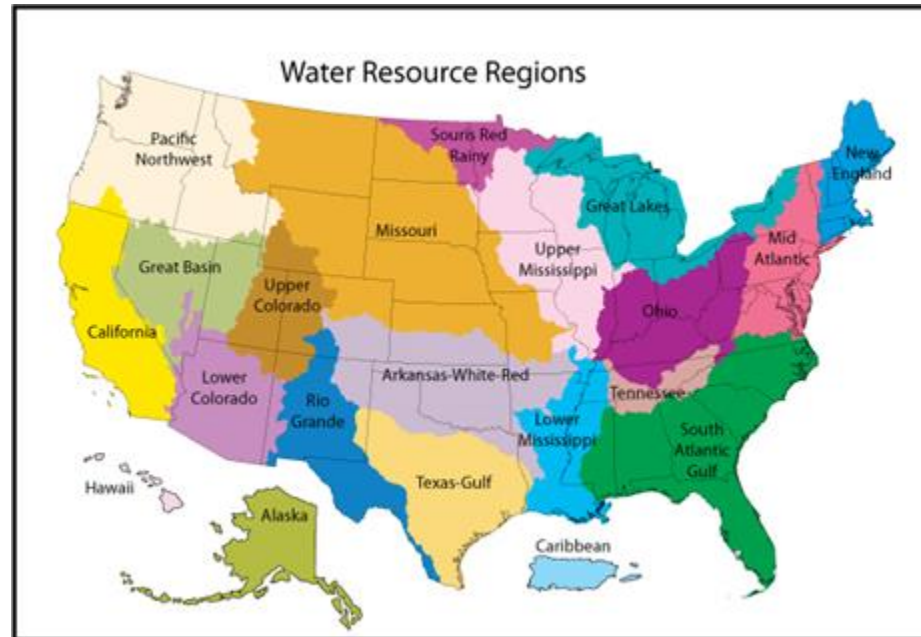 Water Resource Regions
Pacific
Northwest
Souris Red
Rainy
New
England
Great Lakes
Missouri
Mid
Atlantic
Upper
Mississippi
Great Basin
Upper
Colorado
Ohio
California
Lower
Colorado
Rio
Grande
Arkansas-White-Red
Tennessee
Lower
Mississippi
South
Atlantic
Gulf
Texas-Gulf
Hawaii
Alaska
Caribbean